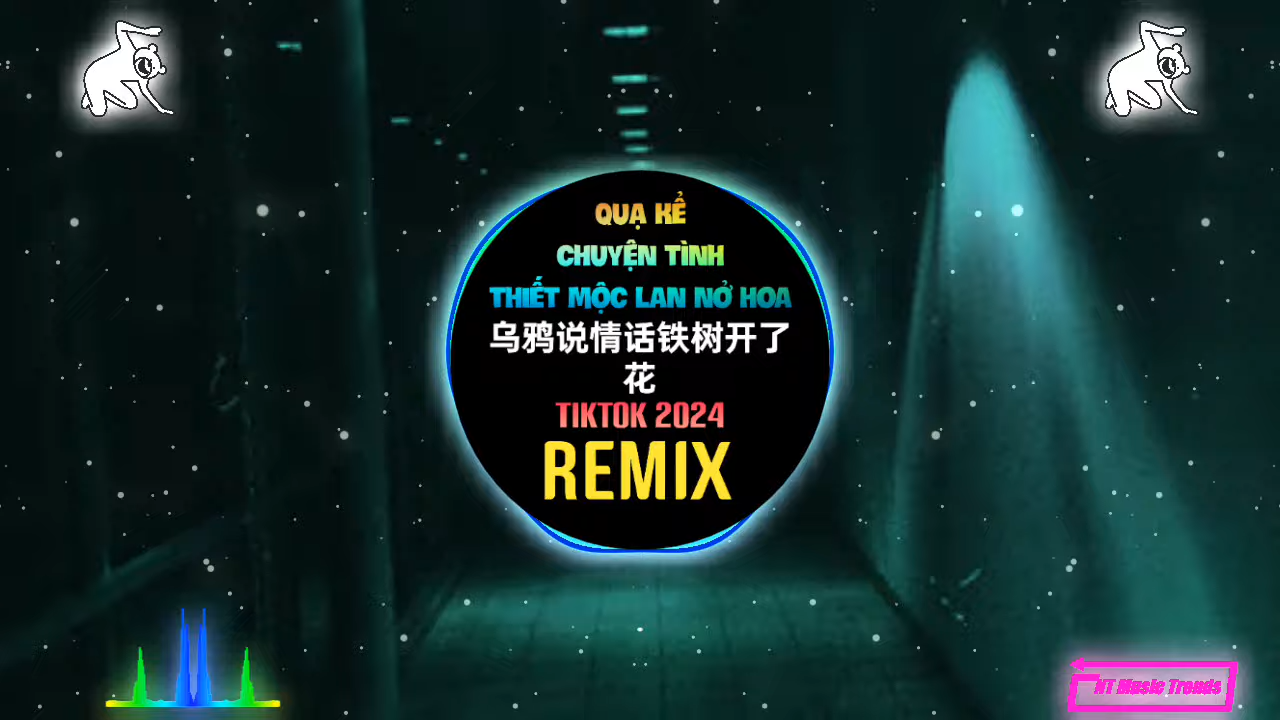 QUẠ KỂ
CHUYỆN TÌNH
THIẾT MỘC LAN NỞ HOA
乌鸦说情话铁树开了
花
TIKTOK 2024
REMIX
NT Music Trends